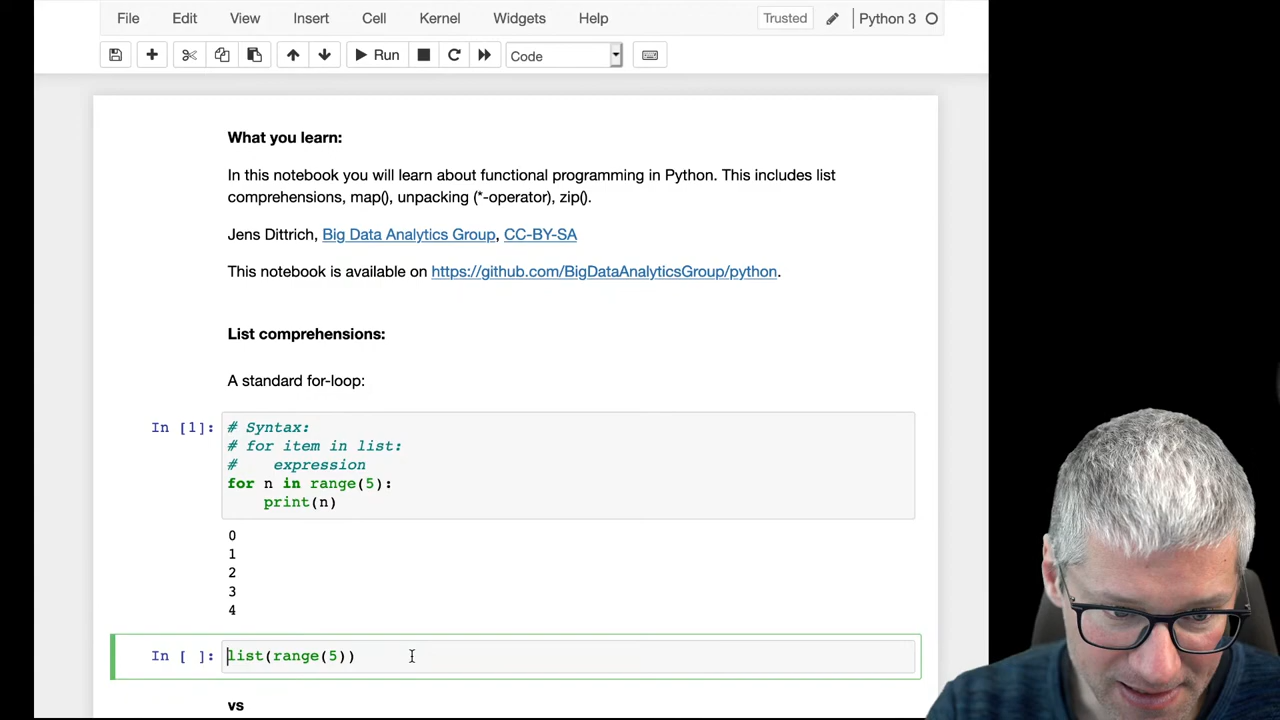 File Edit View Insert Cell Kernel Widgets Help Trusted Python 3
Run Code
What you learn:
In this notebook you will learn about functional programming in Python. This includes list
comprehensions, map(), unpacking (*-operator), zip().
Jens Dittrich, Big Data Analytics Group, CC-BY-SA
This notebook is available on https://github.com/BigDataAnalyticsGroup/python.
List comprehensions:
A standard for-loop:
In [1]: # Syntax:
# for item in list:
#    expression
for n in range(5):
    print(n)
0
1
2
3
4
In [ ]: list(range(5))
vs